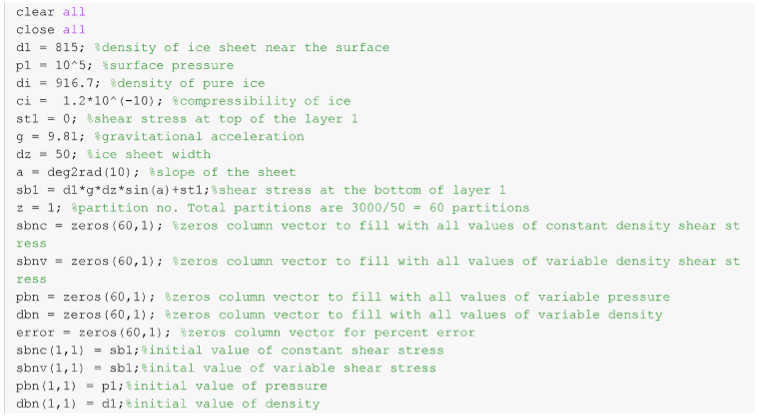 clear all
close all
d1 = 815; %density of ice sheet near the surface
p1 = 10^5; %surface pressure
di = 916.7; %density of pure ice
ci =  1.2*10^(-10); %compressibility of ice
st1 = 0; %shear stress at top of the layer 1
g = 9.81; %gravitational acceleration
dz = 50; %ice sheet width
a = deg2rad(10); %slope of the sheet
sb1 = d1*g*dz*sin(a)+st1;%shear stress at the bottom of layer 1
z = 1; %partition no. Total partitions are 3000/50 = 60 partitions
sbnc = zeros(60,1); %zeros column vector to fill with all values of constant density shear st
ress
sbnv = zeros(60,1); %zeros column vector to fill with all values of variable density shear st
ress
pbn = zeros(60,1); %zeros column vector to fill with all values of variable pressure
dbn = zeros(60,1); %zeros column vector to fill with all values of variable density
error = zeros(60,1); %zeros column vector for percent error
sbnc(1,1) = sb1;%initial value of constant shear stress
sbnv(1,1) = sb1;%inital value of variable shear stress
pbn(1,1) = p1;%initial value of pressure
dbn(1,1) = d1;%initial value of density